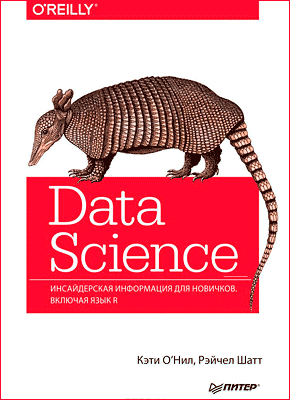 O'REILLY®
Data
Science
ИНСАЙДЕРСКАЯ ИНФОРМАЦИЯ ДЛЯ НОВИЧКОВ.
ВКЛЮЧАЯ ЯЗЫК R
Кэти О'Нил, Рэйчел Шатт
ПИТЕР®